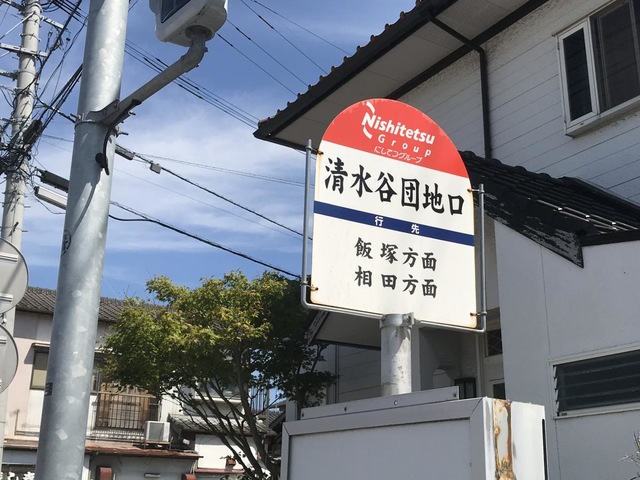 Nishitetsu
Group
にしてつグループ
清水谷団地口
行先
飯塚方面
相田方面